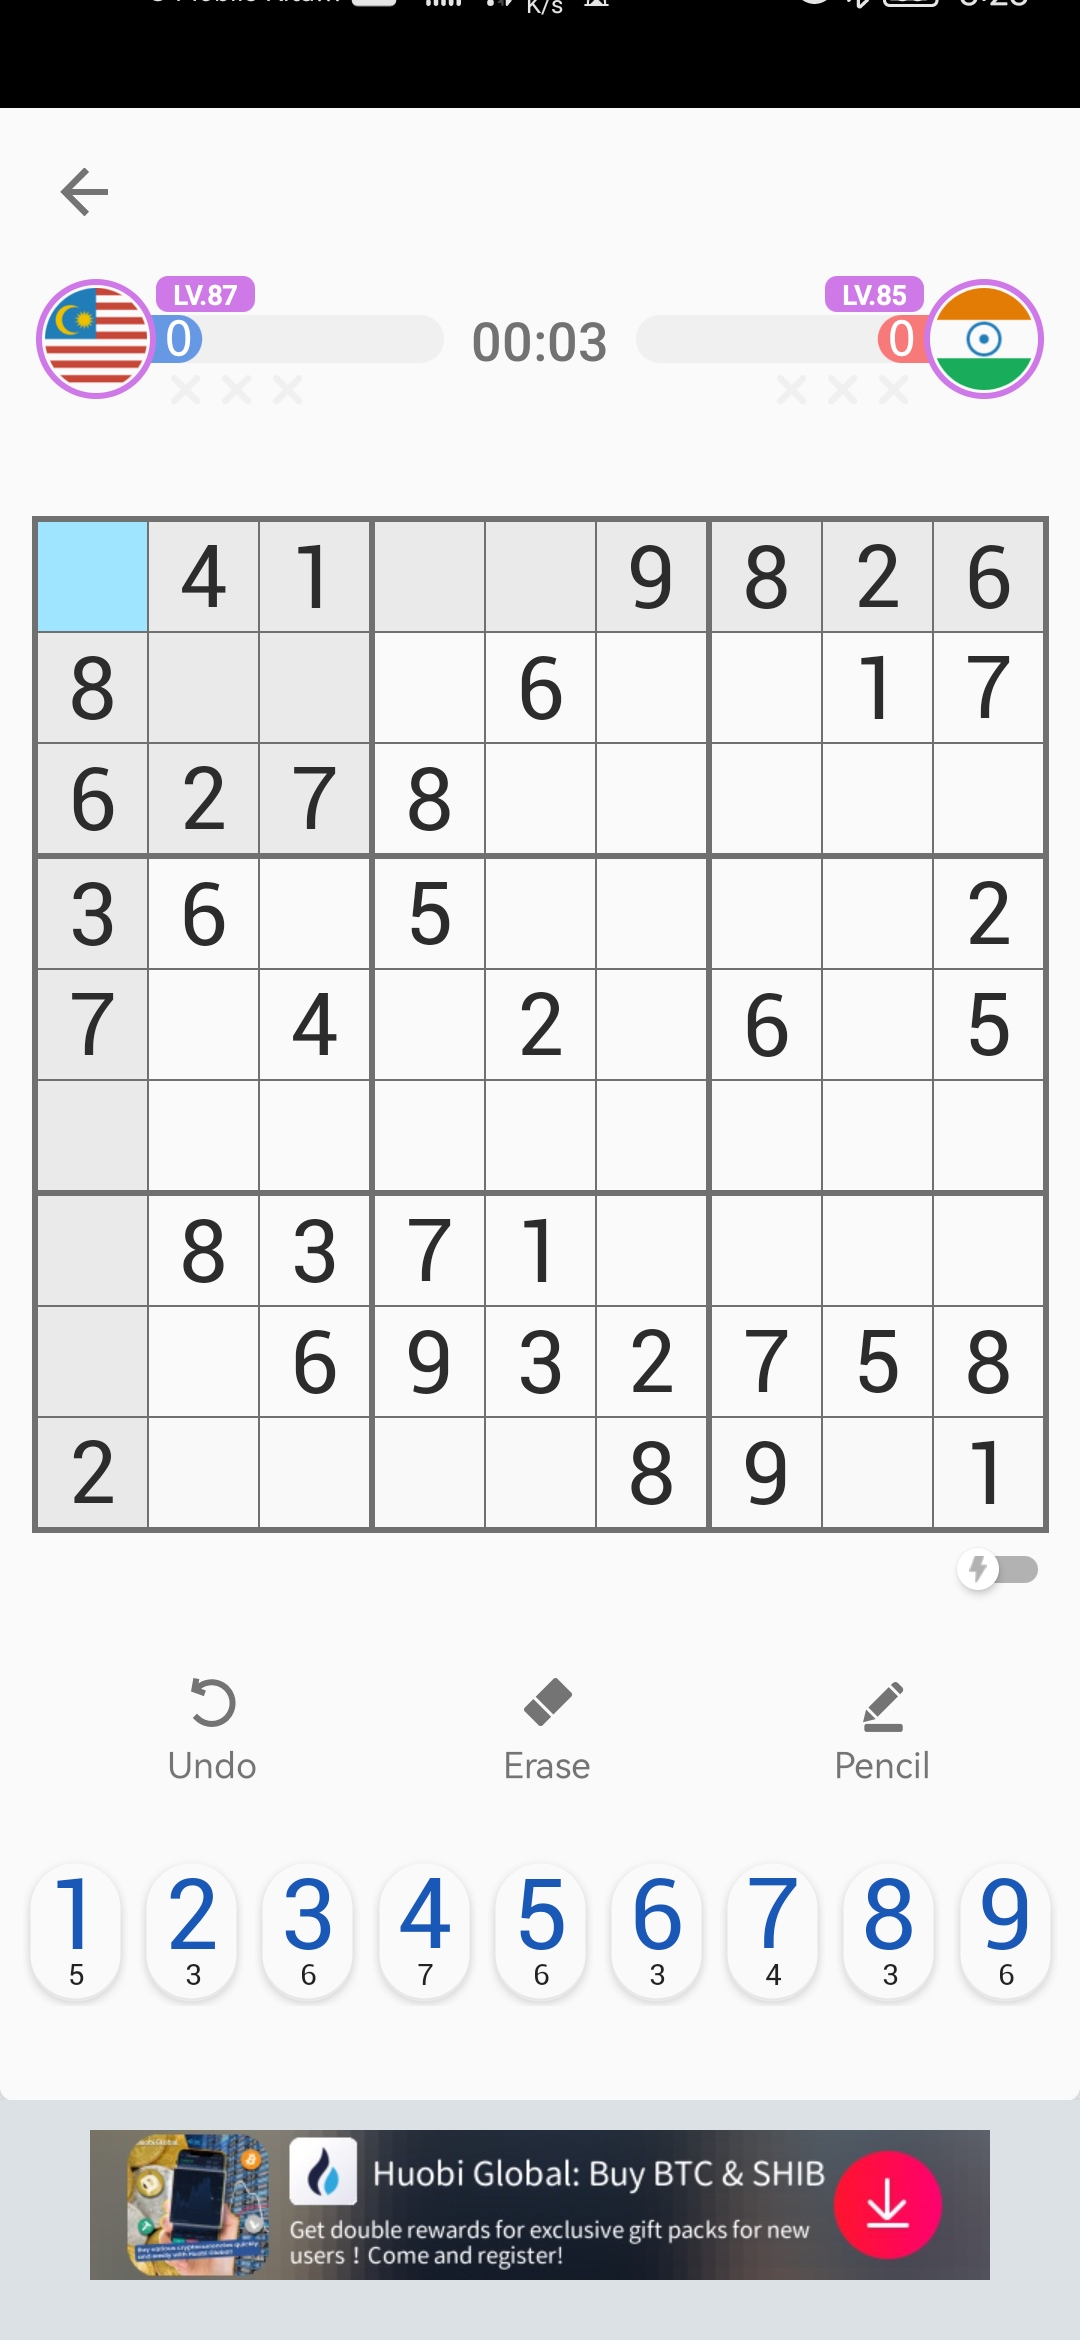 K/s
LV.87
LV.85
0
00:03
0
4 1 9 8 2 6
8 6 1 7
6 2 7 8
3 6 5 2
7 4 2 6 5
8 3 7 1
6 9 3 2 7 5 8
2 8 9 1
Undo Erase Pencil
1 2 3 4 5 6 7 8 9
5 3 6 7 6 3 4 3 6
Huobi Global: Buy BTC & SHIB
Get double rewards for exclusive gift packs for new
users ! Come and register!